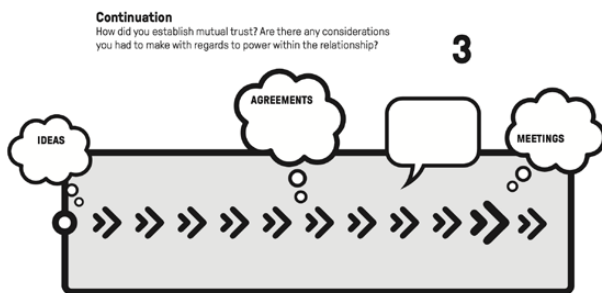 Continuation
How did you establish mutual trust? Are there any considerations
you had to make with regards to power within the relationship?
3
AGREEMENTS
IDEAS
MEETINGS